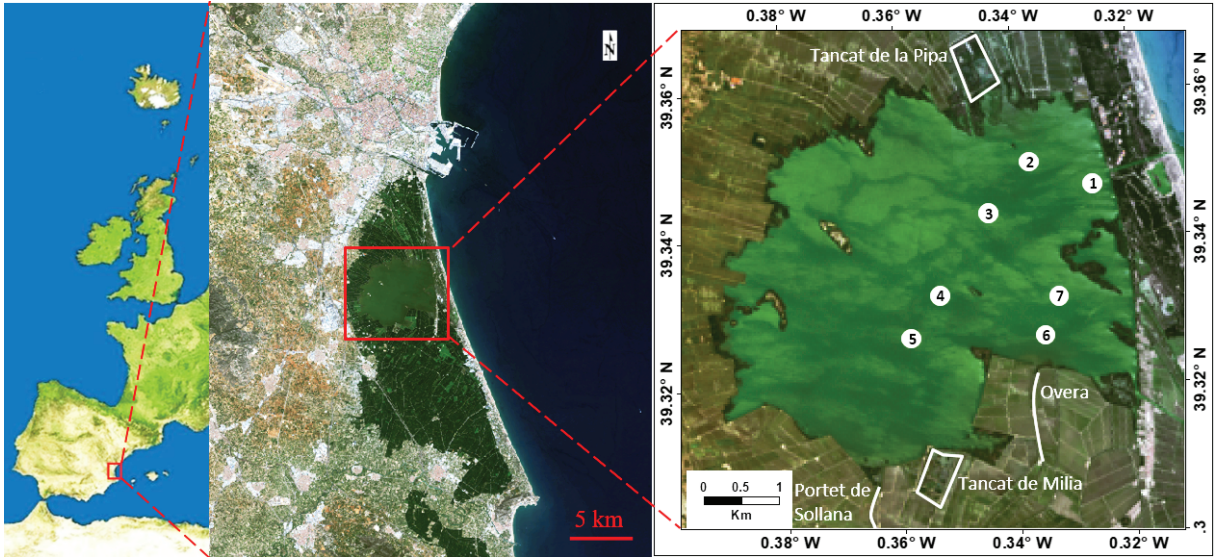 N
5 km
0.38° W
0.36° W
0.34° W
0.32° W
39.36° N
39.34° N
39.32° N
Tancat de la Pipa
2
1
3
4
7
5
6
39.36° N
39.34° N
39.32° N
3
Overa
Tancat de Milia
Portet de
Sollana
0 0.5 1
Km
0.38° W
0.36° W
0.34° W
0.32° W